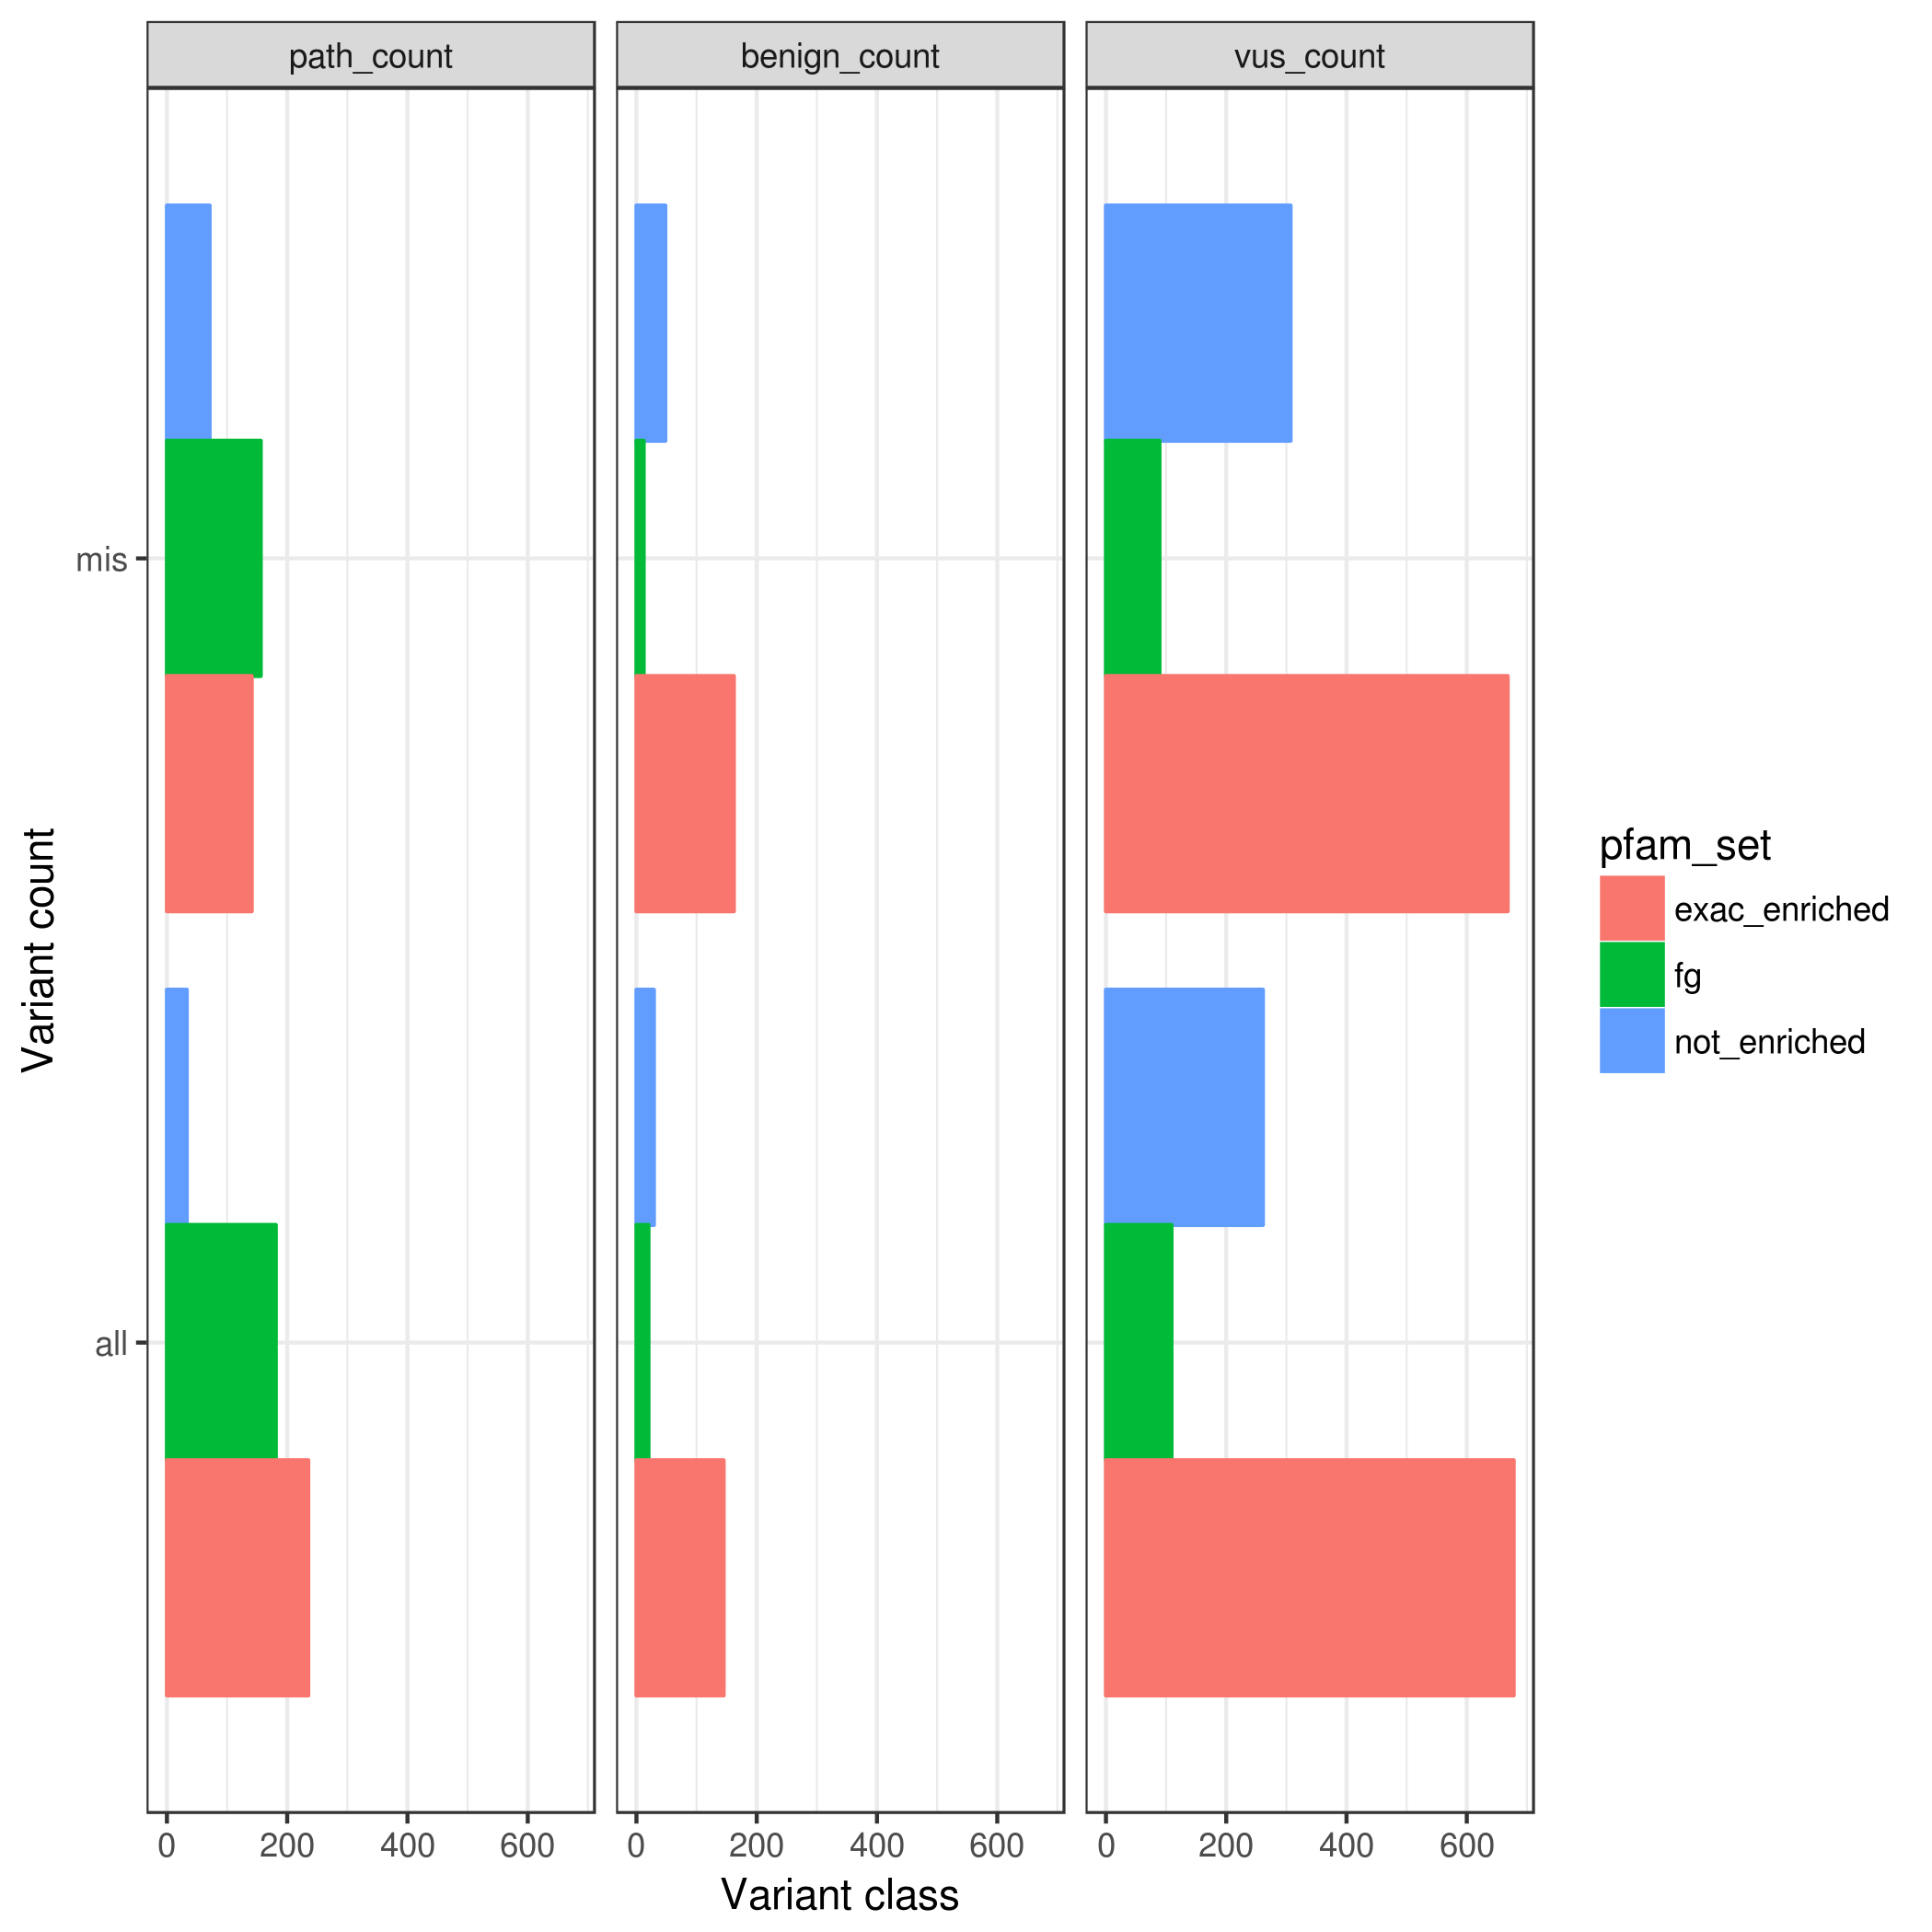 path_count
benign_count
vus_count
mis
all
Variant count
0 200 400 600
0 200 400 600
0 200 400 600
Variant class
pfam_set
exac_enriched
fg
not_enriched